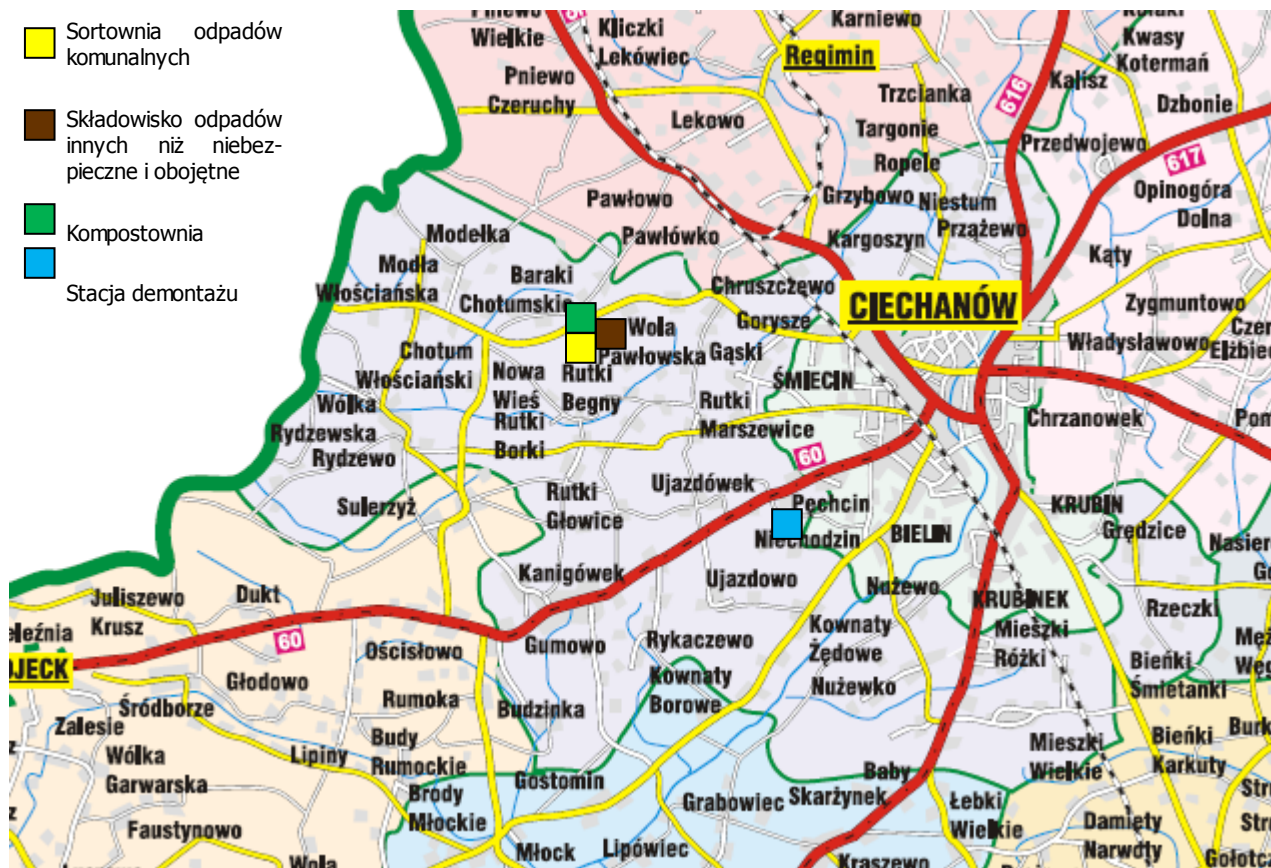 Sortownia odpadów
komunalnych
Składowisko odpadów
innych niż niebez-
pieczne i obojętne
Kompostownia
Stacja demontażu
Pniewo
Wielkie
Kliczki
Lekówiec
Karniewo
Regimin
Kwasy
Kotermań
Kalisz
Dzbonie
Pniewo
Czeruchy
Lekowo
Trzcianka
616
Targonie
Ropele
Przedwojewo
617
Opinogóra
Dolna
Pawłowo
Grzybowo
Niestum
Przążewo
Kargoszyn
Pawłówko
Modełka
Modła
Włościańska
Baraki
Chotumskie
Chruszczewo
Gorysze
CIECHANÓW
Kąty
Zygmuntowo
Władysławowo
Wola
Pawłowska
Gąski
Chotum
Włościański
Nowa
Wieś
Rutki
Borki
Rutki
Begny
ŚMIECIN
Rutki
Marszewice
Chrzanowek
Wólka
Rydzewska
Rydzewo
60
Sulerzyż
Rutki
Głowice
Ujazdówek
Pęchcin
Niechodzin
BIELIN
KRUBIN
Grędzice
Kanigówek
Ujazdowo
Nużewo
KRUBINEK
Rzeczki
Juliszewo
Krusz
Dukt
60
Gumowo
Rykaczewo
Kownaty
Żędowe
Mieszki
Różki
Ościsłowo
Głodowo
Rumoka
Kownaty
Borowe
Nużewko
Bieńki
Śmietanki
Śródborze
Zalesie
Budzinka
Wólka
Garwarska
Lipiny
Budy
Rumockie
Mieszki
Wielkie
Bieńki
Karkuty
Gostomin
Brody
Młockie
Grabowiec
Baby
Skarżynek
Łebki
Wielkie
Damięty
Narwoty
Faustynowo
Wola
Młock
Lipówiec
Kraszewo